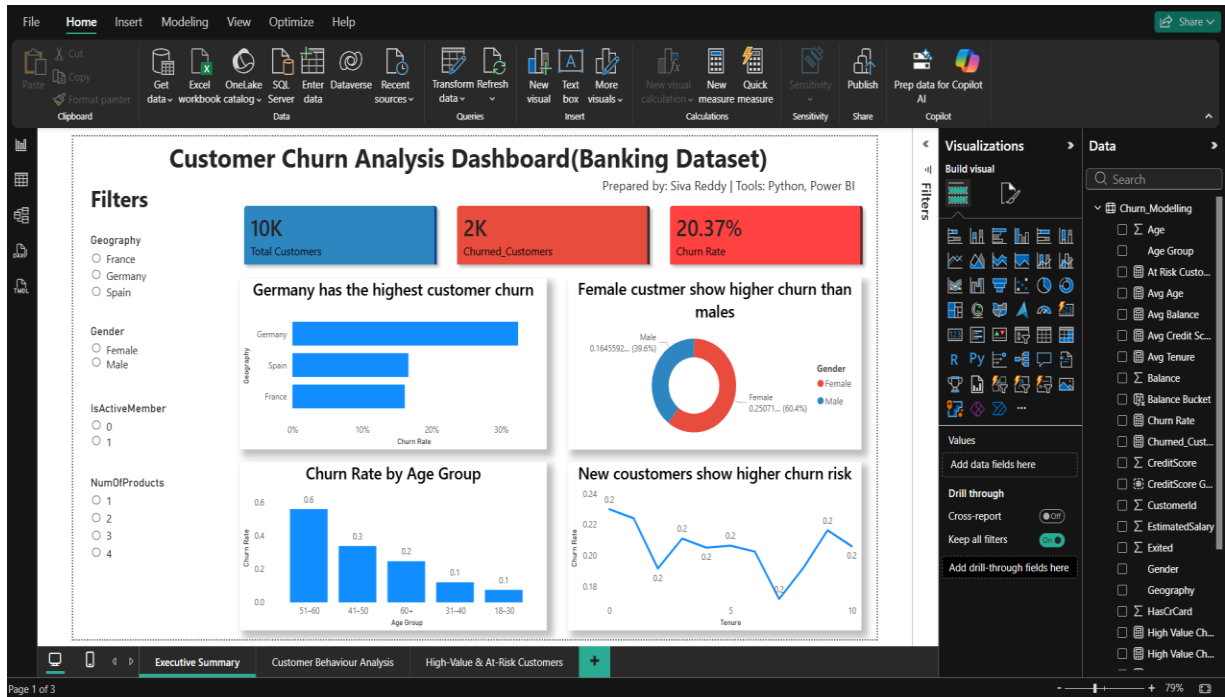 File Home Insert Modeling View Optimize Help Share
Paste
Cut
Copy
Format painter
Clipboard
Get data
Excel workbook
OneLake catalog
SQL Server
Enter data
Dataverse
Recent sources
Data
Transform data
Refresh
Queries
New visual
Text box
More visuals
Insert
New visual calculation
New measure
Quick measure
Calculations
Sensitivity
Sensitivity
Publish
Share
Prep data for AI
Copilot
Copilot
Customer Churn Analysis Dashboard(Banking Dataset)
Prepared by: Siva Reddy | Tools: Python, Power BI
Filters
Geography
France
Germany
Spain
Gender
Female
Male
IsActiveMember
0
1
NumOfProducts
1
2
3
4
10K
Total Customers
2K
Churned_Customers
20.37%
Churn Rate
Germany has the highest customer churn
Geography
Germany
Spain
France
0% 10% 20% 30%
Churn Rate
Female custmer show higher churn than
males
Male
0.1645592... (39.6%)
Female
0.25071... (60.4%)
Gender
Female
Male
Churn Rate by Age Group
Churn Rate
0.6
0.4
0.2
0.0
0.6
0.3
0.2
0.1
0.1
51–60 41–50 60+ 31–40 18–30
Age Group
New coustomers show higher churn risk
Churn Rate
0.24
0.22
0.20
0.18
0.2
0.2
0.2
0.2
0.2
0.2
0.2
0 5 10
Tenure
Filters
Visualizations
Build visual
R Py
123
Values
Add data fields here
Drill through
Cross-report Off
Keep all filters On
Add drill-through fields here
Data
Search
Churn_Modelling
Age
Age Group
At Risk Custo...
Avg Age
Avg Balance
Avg Credit Sc...
Avg Tenure
Balance
Balance Bucket
Churn Rate
Churned_Cust...
CreditScore
CreditScore G...
CustomerId
EstimatedSalary
Exited
Gender
Geography
HasCrCard
High Value Ch...
High Value Ch...
DAX
TMDL
Executive Summary Customer Behaviour Analysis High-Value & At-Risk Customers +
Page 1 of 3
- + 79%